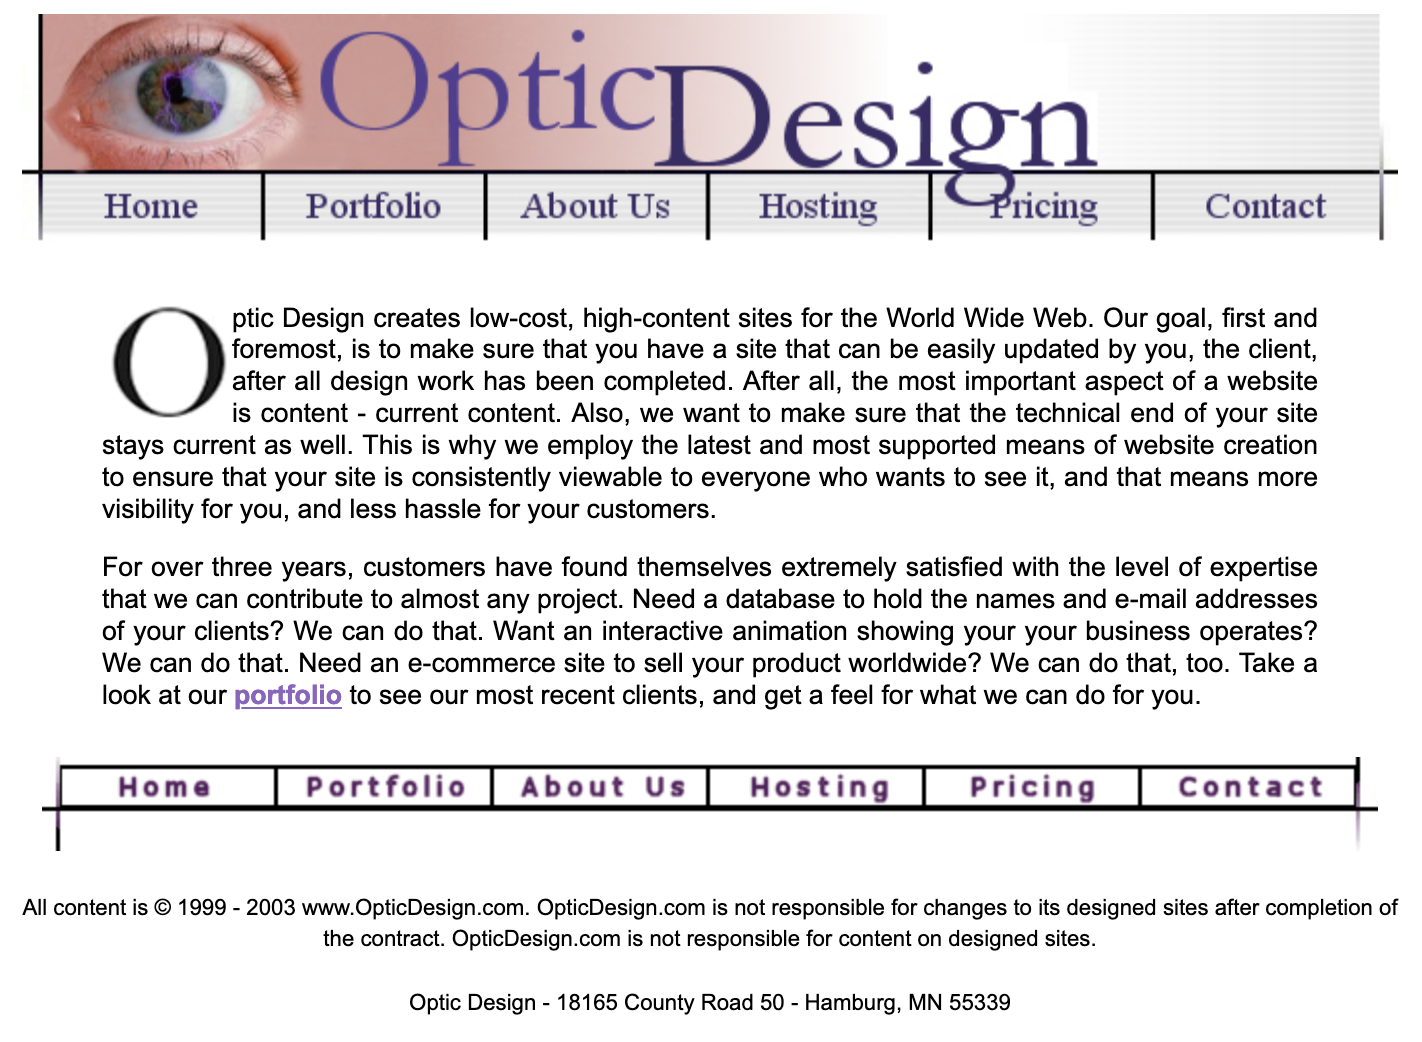 OpticDesign
Home Portfolio About Us Hosting Pricing Contact
Optic Design creates low-cost, high-content sites for the World Wide Web. Our goal, first and
foremost, is to make sure that you have a site that can be easily updated by you, the client,
after all design work has been completed. After all, the most important aspect of a website
is content - current content. Also, we want to make sure that the technical end of your site
stays current as well. This is why we employ the latest and most supported means of website creation
to ensure that your site is consistently viewable to everyone who wants to see it, and that means more
visibility for you, and less hassle for your customers.
For over three years, customers have found themselves extremely satisfied with the level of expertise
that we can contribute to almost any project. Need a database to hold the names and e-mail addresses
of your clients? We can do that. Want an interactive animation showing your your business operates?
We can do that. Need an e-commerce site to sell your product worldwide? We can do that, too. Take a
look at our portfolio to see our most recent clients, and get a feel for what we can do for you.
Home Portfolio About Us Hosting Pricing Contact
All content is © 1999 - 2003 www.OpticDesign.com. OpticDesign.com is not responsible for changes to its designed sites after completion of
the contract. OpticDesign.com is not responsible for content on designed sites.
Optic Design - 18165 County Road 50 - Hamburg, MN 55339